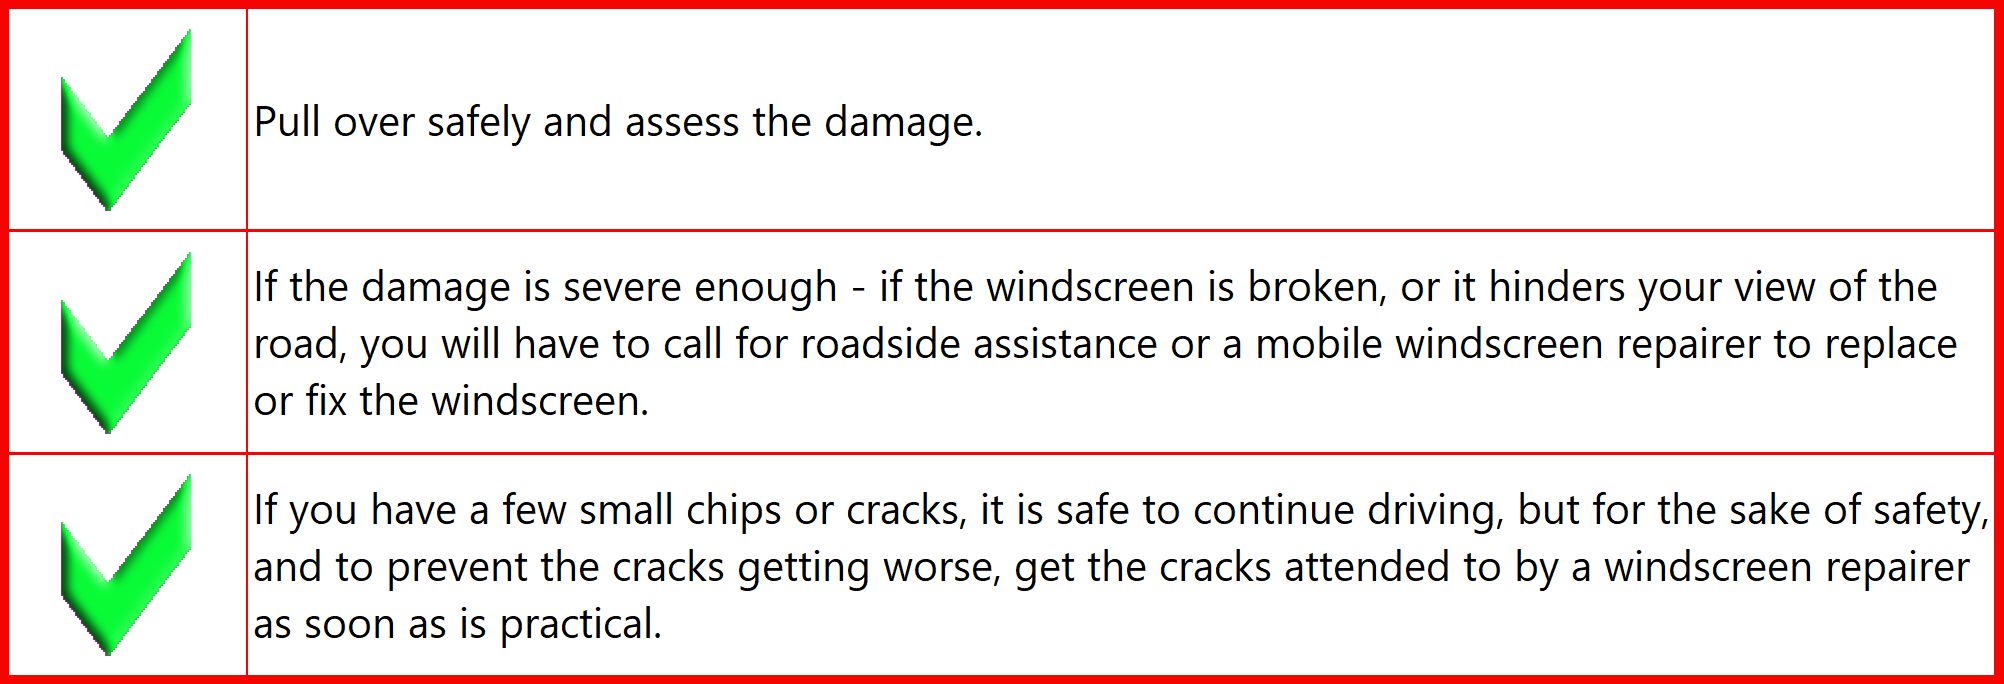 Pull over safely and assess the damage.
If the damage is severe enough - if the windscreen is broken, or it hinders your view of the
road, you will have to call for roadside assistance or a mobile windscreen repairer to replace
or fix the windscreen.
If you have a few small chips or cracks, it is safe to continue driving, but for the sake of safety,
and to prevent the cracks getting worse, get the cracks attended to by a windscreen repairer
as soon as is practical.